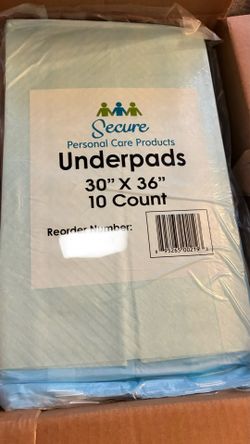 Secure
Personal Care Products
Underpads
30" X 36"
10 Count
Reorder Number: